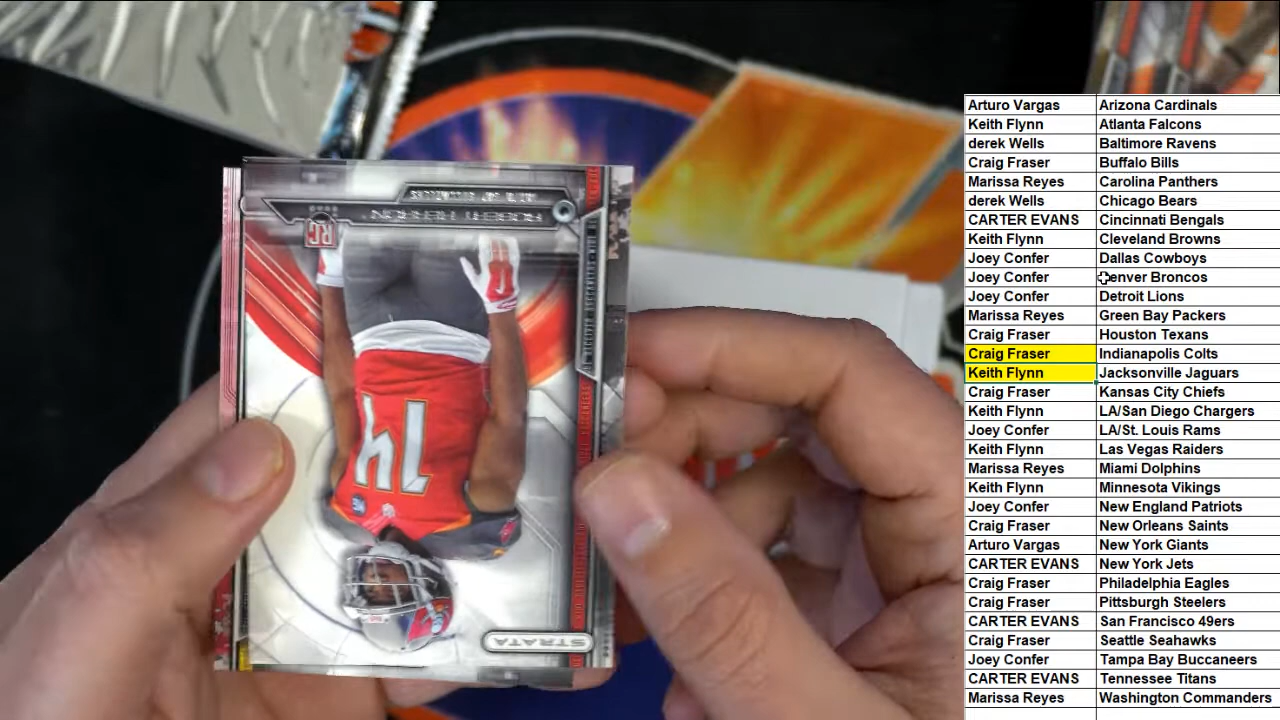 Arturo Vargas Arizona Cardinals
Keith Flynn Atlanta Falcons
derek Wells Baltimore Ravens
Craig Fraser Buffalo Bills
Marissa Reyes Carolina Panthers
derek Wells Chicago Bears
CARTER EVANS Cincinnati Bengals
Keith Flynn Cleveland Browns
Joey Confer Dallas Cowboys
Joey Confer Denver Broncos
Joey Confer Detroit Lions
Marissa Reyes Green Bay Packers
Craig Fraser Houston Texans
Craig Fraser Indianapolis Colts
Keith Flynn Jacksonville Jaguars
Craig Fraser Kansas City Chiefs
Keith Flynn LA/San Diego Chargers
Joey Confer LA/St. Louis Rams
Keith Flynn Las Vegas Raiders
Marissa Reyes Miami Dolphins
Keith Flynn Minnesota Vikings
Joey Confer New England Patriots
Craig Fraser New Orleans Saints
Arturo Vargas New York Giants
CARTER EVANS New York Jets
Craig Fraser Philadelphia Eagles
Craig Fraser Pittsburgh Steelers
CARTER EVANS San Francisco 49ers
Craig Fraser Seattle Seahawks
Joey Confer Tampa Bay Buccaneers
CARTER EVANS Tennessee Titans
Marissa Reyes Washington Commanders
RC
14
STRATA